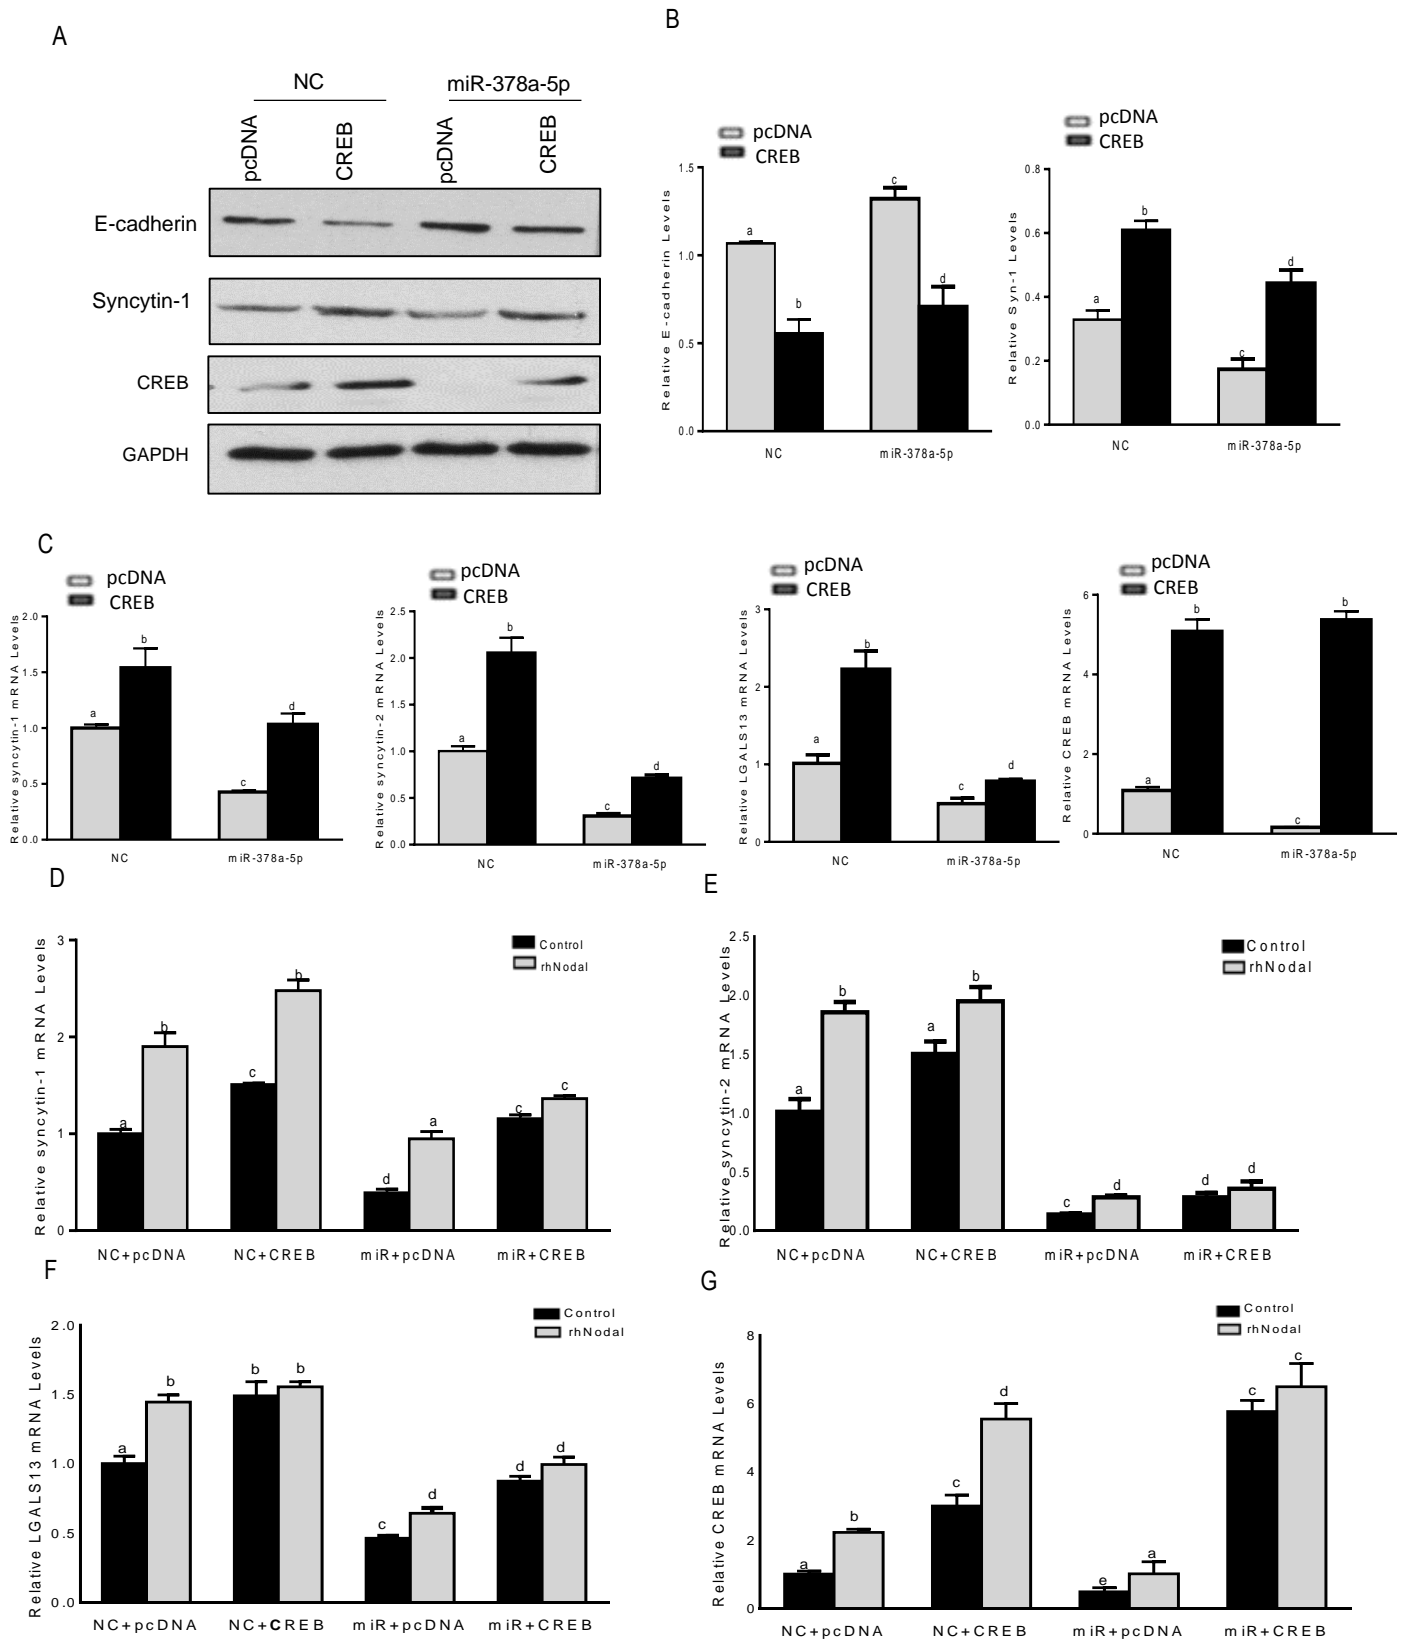 A
NC
miR-378a-5p
pcDNA
CREB
pcDNA
CREB
E-cadherin
Syncytin-1
CREB
GAPDH
B
pcDNA
CREB
Relative E-cadherin Levels
1.5
1.0
0.5
0.0
a
b
c
d
NC
miR-378a-5p
pcDNA
CREB
Relative Syn-1 Levels
0.8
0.6
0.4
0.2
0.0
a
b
c
d
NC
miR-378a-5p
C
pcDNA
CREB
Relative syncytin-1 mRNA Levels
2.0
1.5
1.0
0.5
0.0
a
b
c
d
NC
miR-378a-5p
pcDNA
CREB
Relative syncytin-2 mRNA Levels
2.5
2.0
1.5
1.0
0.5
0.0
a
b
c
d
NC
miR-378a-5p
pcDNA
CREB
Relative LGALS13 mRNA Levels
3
2
1
0
a
b
c
d
NC
miR-378a-5p
pcDNA
CREB
Relative CREB mRNA Levels
6
4
2
0
a
b
c
b
NC
miR-378a-5p
D
Control
rhNodal
Relative syncytin-1 mRNA Levels
3
2
1
0
a
b
c
b
d
a
c
c
NC+pcDNA
NC+CREB
miR+pcDNA
miR+CREB
E
Control
rhNodal
Relative syncytin-2 mRNA Levels
2.5
2.0
1.5
1.0
0.5
0.0
a
b
a
b
c
d
d
d
NC+pcDNA
NC+CREB
miR+pcDNA
miR+CREB
F
Control
rhNodal
Relative LGALS13 mRNA Levels
2.0
1.5
1.0
0.5
0.0
a
b
b
b
c
d
d
d
NC+pcDNA
NC+CREB
miR+pcDNA
miR+CREB
G
Control
rhNodal
Relative CREB mRNA Levels
8
6
4
2
0
a
b
c
d
e
a
c
c
NC+pcDNA
NC+CREB
miR+pcDNA
miR+CREB